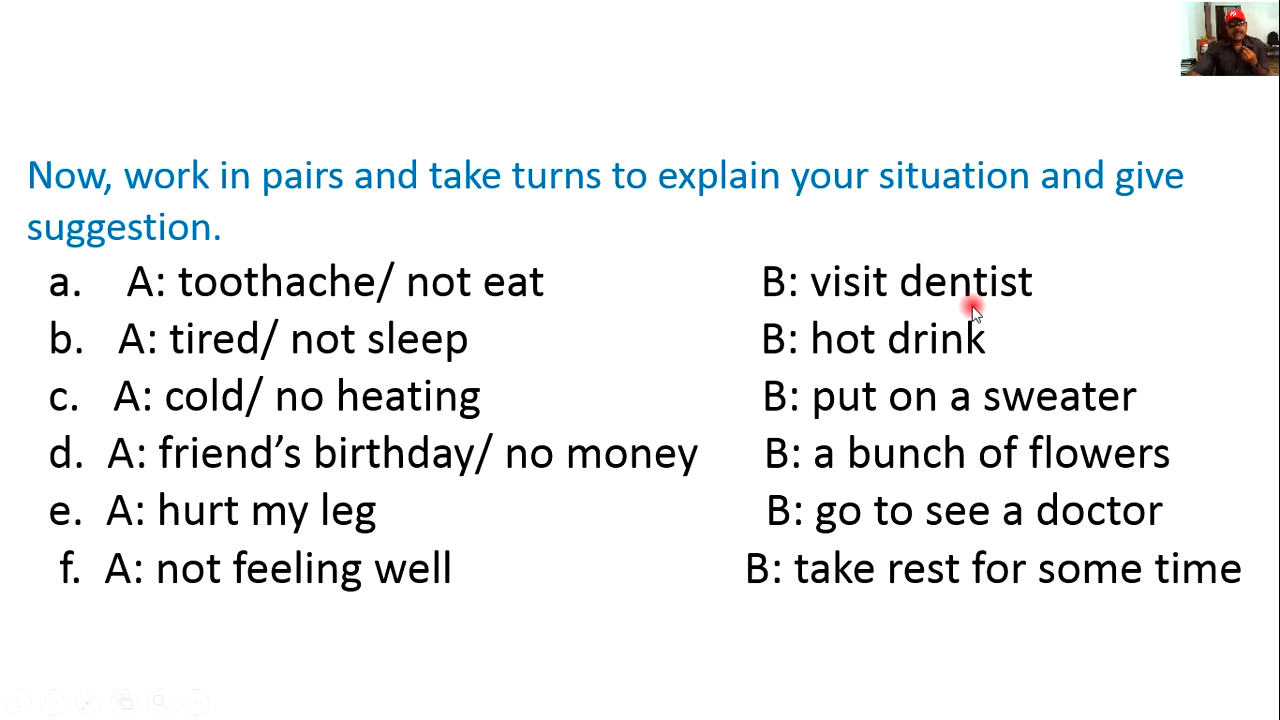 Now, work in pairs and take turns to explain your situation and give
suggestion.
a. A: toothache/ not eat B: visit dentist
b. A: tired/ not sleep B: hot drink
c. A: cold/ no heating B: put on a sweater
d. A: friend’s birthday/ no money B: a bunch of flowers
e. A: hurt my leg B: go to see a doctor
f. A: not feeling well B: take rest for some time